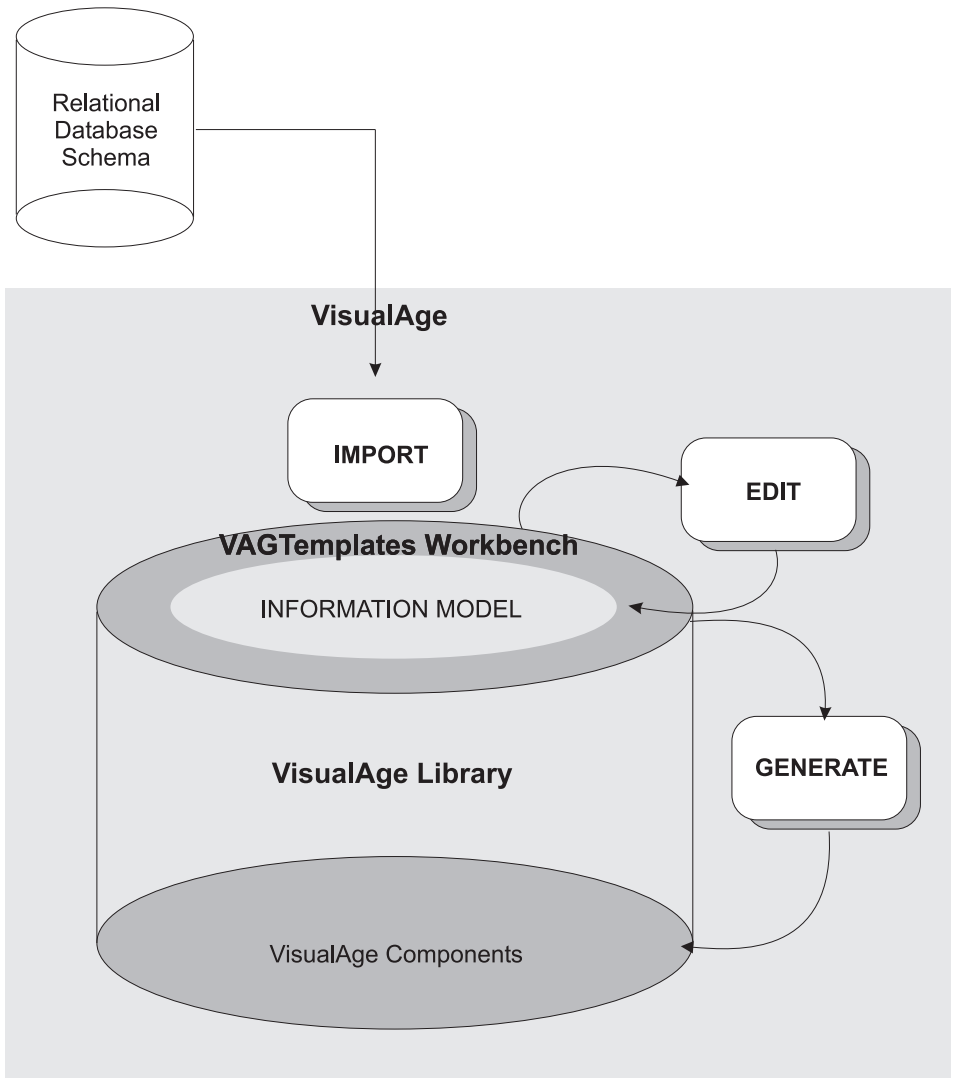 Relational
Database
Schema
VisualAge
IMPORT
EDIT
VAGTemplates Workbench
INFORMATION MODEL
VisualAge Library
GENERATE
VisualAge Components